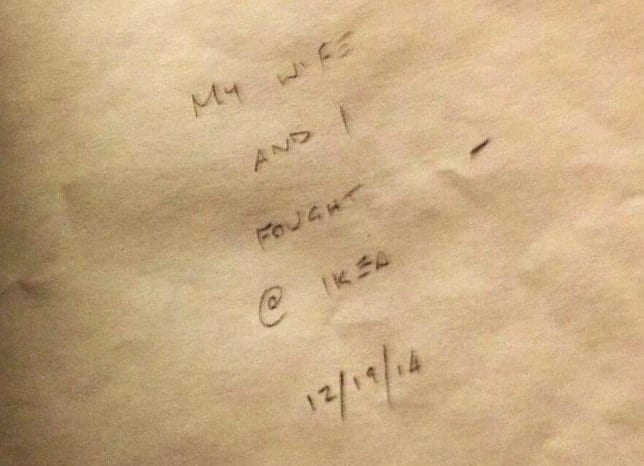 MY WIFE
AND I
FOUGHT
@ IKEA
12/19/14